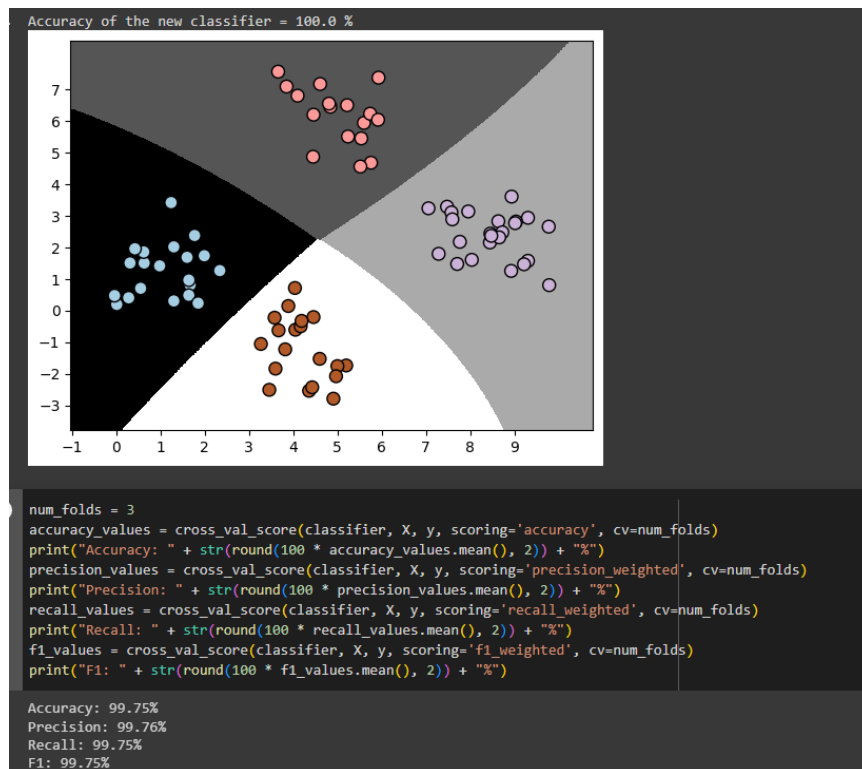 Accuracy of the new classifier = 100.0 %
7
6
5
4
3
2
1
0
−1
−2
−3
−1 0 1 2 3 4 5 6 7 8 9
num_folds = 3
accuracy_values = cross_val_score(classifier, X, y, scoring='accuracy', cv=num_folds)
print("Accuracy: " + str(round(100 * accuracy_values.mean(), 2)) + "%")
precision_values = cross_val_score(classifier, X, y, scoring='precision_weighted', cv=num_folds)
print("Precision: " + str(round(100 * precision_values.mean(), 2)) + "%")
recall_values = cross_val_score(classifier, X, y, scoring='recall_weighted', cv=num_folds)
print("Recall: " + str(round(100 * recall_values.mean(), 2)) + "%")
f1_values = cross_val_score(classifier, X, y, scoring='f1_weighted', cv=num_folds)
print("F1: " + str(round(100 * f1_values.mean(), 2)) + "%")
Accuracy: 99.75%
Precision: 99.76%
Recall: 99.75%
F1: 99.75%